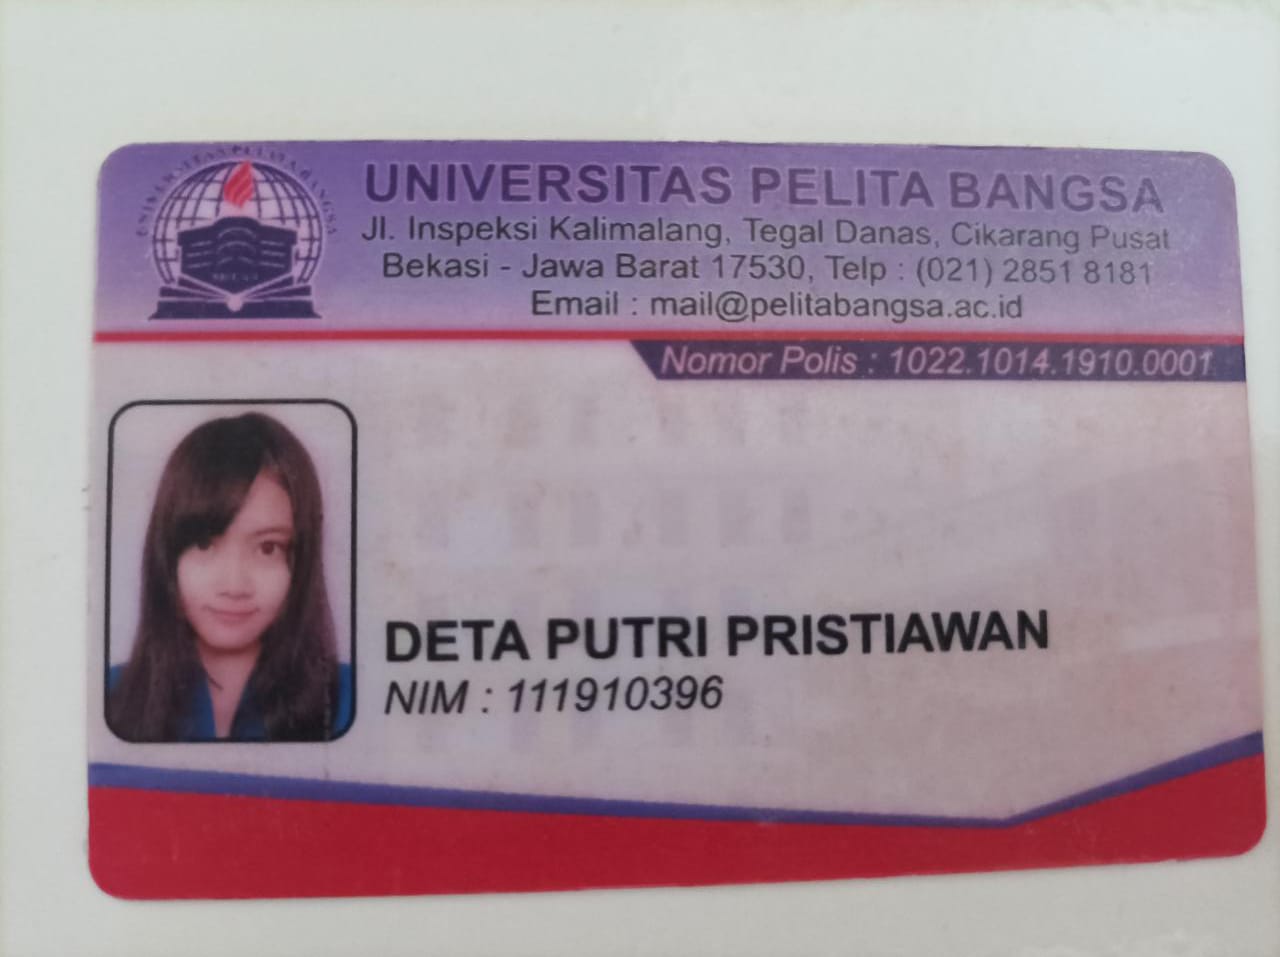 UNIVERSITAS PELITA BANGSA
UNIVERSITAS PELITA BANGSA
Jl. Inspeksi Kalimalang, Tegal Danas, Cikarang Pusat
Bekasi - Jawa Barat 17530, Telp : (021) 2851 8181
Email : mail@pelitabangsa.ac.id
Nomor Polis : 1022.1014.1910.0001
DETA PUTRI PRISTIAWAN
NIM : 111910396